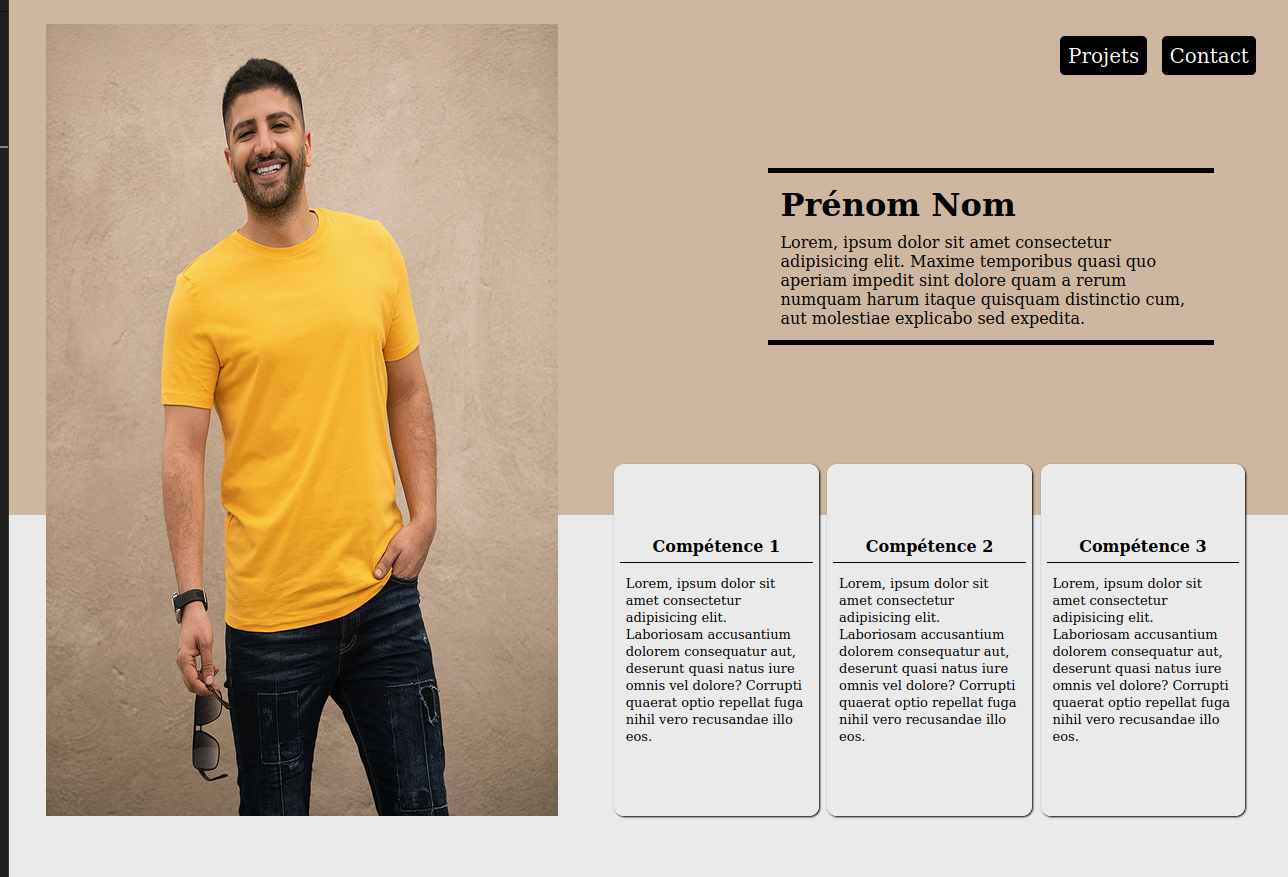 Projets Contact
Prénom Nom
Lorem, ipsum dolor sit amet consectetur
adipisicing elit. Maxime temporibus quasi quo
aperiam impedit sint dolore quam a rerum
numquam harum itaque quisquam distinctio cum,
aut molestiae explicabo sed expedita.
Compétence 1
Lorem, ipsum dolor sit
amet consectetur
adipisicing elit.
Laboriosam accusantium
dolorem consequatur aut,
deserunt quasi natus iure
omnis vel dolore? Corrupti
quaerat optio repellat fuga
nihil vero recusandae illo
eos.
Compétence 2
Lorem, ipsum dolor sit
amet consectetur
adipisicing elit.
Laboriosam accusantium
dolorem consequatur aut,
deserunt quasi natus iure
omnis vel dolore? Corrupti
quaerat optio repellat fuga
nihil vero recusandae illo
eos.
Compétence 3
Lorem, ipsum dolor sit
amet consectetur
adipisicing elit.
Laboriosam accusantium
dolorem consequatur aut,
deserunt quasi natus iure
omnis vel dolore? Corrupti
quaerat optio repellat fuga
nihil vero recusandae illo
eos.